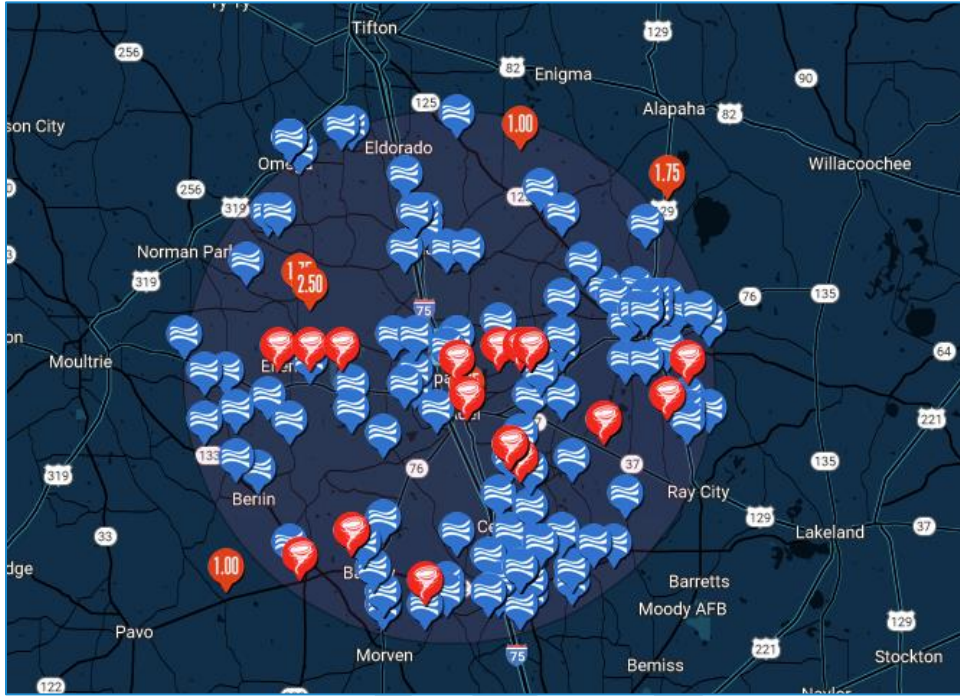 Tifton
256
129
82
Enigma
90
125
Alapaha
82
son City
1.00
Eldorado
Willacoochee
1.75
256
319
Norman Park
319
2.50
135
76
75
Moultrie
64
221
133
76
37
135
319
Berlin
Ray City
129
Lakeland
37
33
1.00
dge
Barretts
Moody AFB
129
Pavo
Morven
75
221
Stockton
Bemiss
122